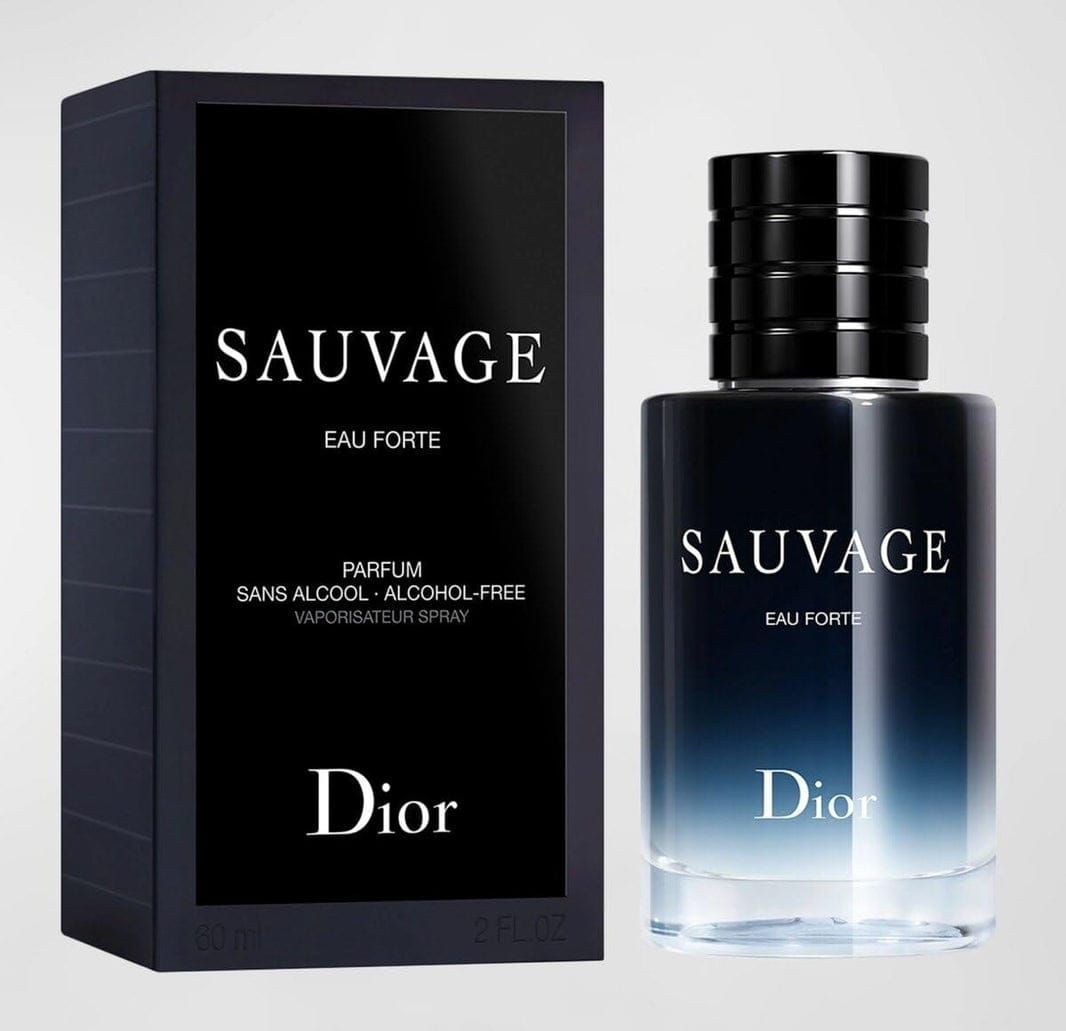 SAUVAGE
EAU FORTE
PARFUM
SANS ALCOOL · ALCOHOL-FREE
VAPORISATEUR SPRAY
Dior
60 ml 2 FL.OZ
SAUVAGE
EAU FORTE
Dior